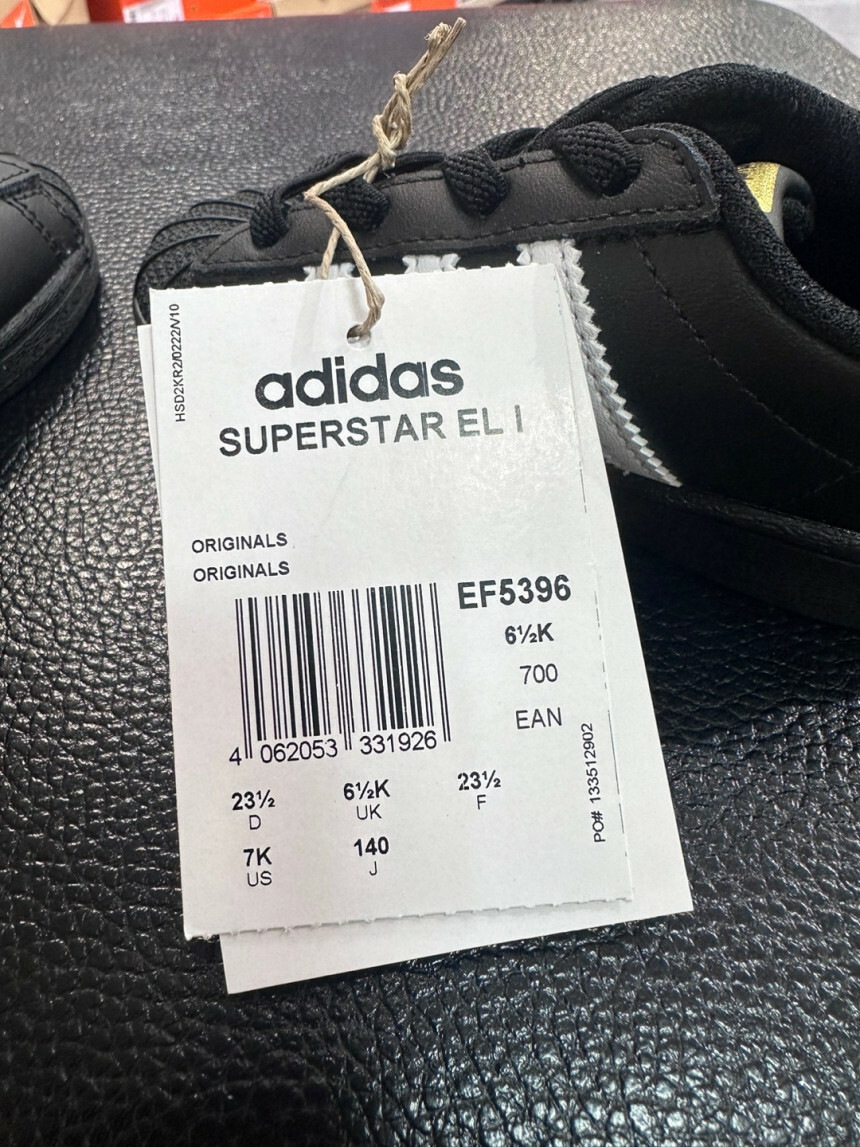 HSD2KR2/0222/V10
adidas
SUPERSTAR EL I
ORIGINALS
ORIGINALS
EF5396
6½K
700
EAN
4 062053 331926
PO# 133512902
23½ 6½K 23½
D UK F
7K 140
US J